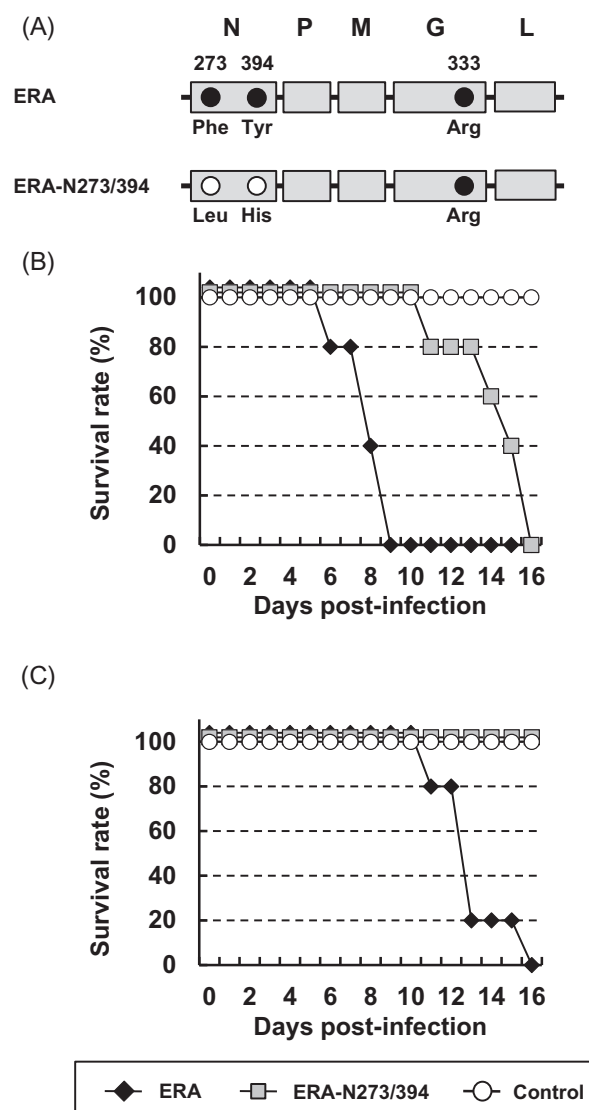 (A) N P M G L
273 394 333
ERA
Phe Tyr Arg
ERA-N273/394
Leu His Arg
(B)
100
80
60
40
20
0
Survival rate (%)
0 2 4 6 8 10 12 14 16
Days post-infection
(C)
100
80
60
40
20
0
Survival rate (%)
0 2 4 6 8 10 12 14 16
Days post-infection
ERA ERA-N273/394 Control